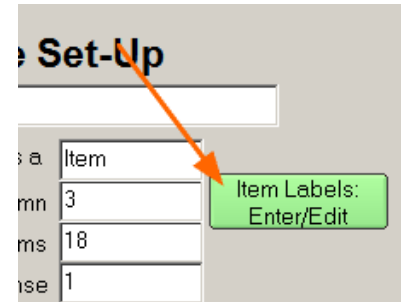 e Set-Up
s a Item
mn 3
ms 18
nse 1
Item Labels:
Enter/Edit